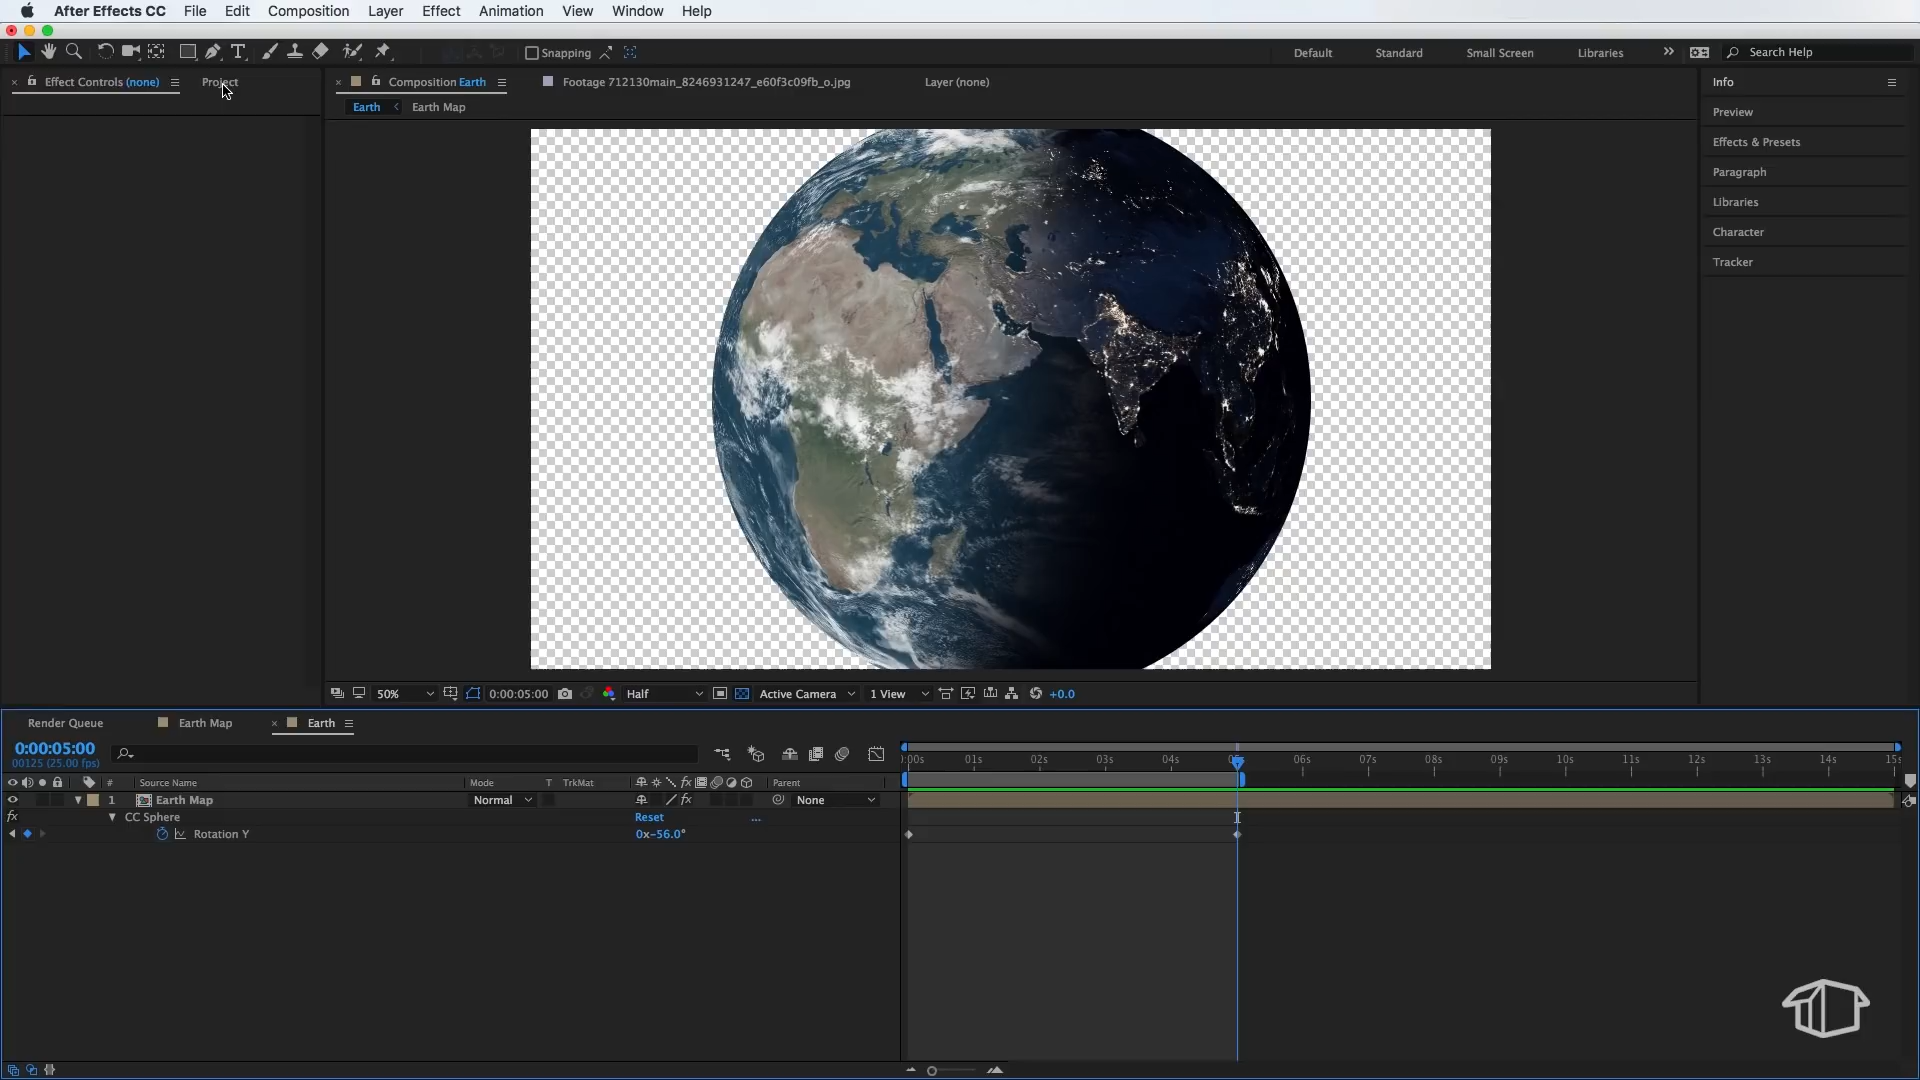 After Effects CC File Edit Composition Layer Effect Animation View Window Help
Snapping Default Standard Small Screen Libraries Search Help
Effect Controls (none) Project
Composition Earth Footage 712130main_8246931247_e60f3c09fb_o.jpg Layer (none)
Earth Earth Map
Info
Preview
Effects & Presets
Paragraph
Libraries
Character
Tracker
50% 0:00:05:00 Half Active Camera 1 View +0.0
Render Queue Earth Map Earth
0:00:05:00
00125 (25.00 fps)
01s 02s 03s 04s 06s 07s 08s 09s 10s 11s 12s 13s 14s
# Source Name Mode T TrkMat Parent
1 Earth Map Normal None
CC Sphere Reset ...
Rotation Y 0x-56.0°